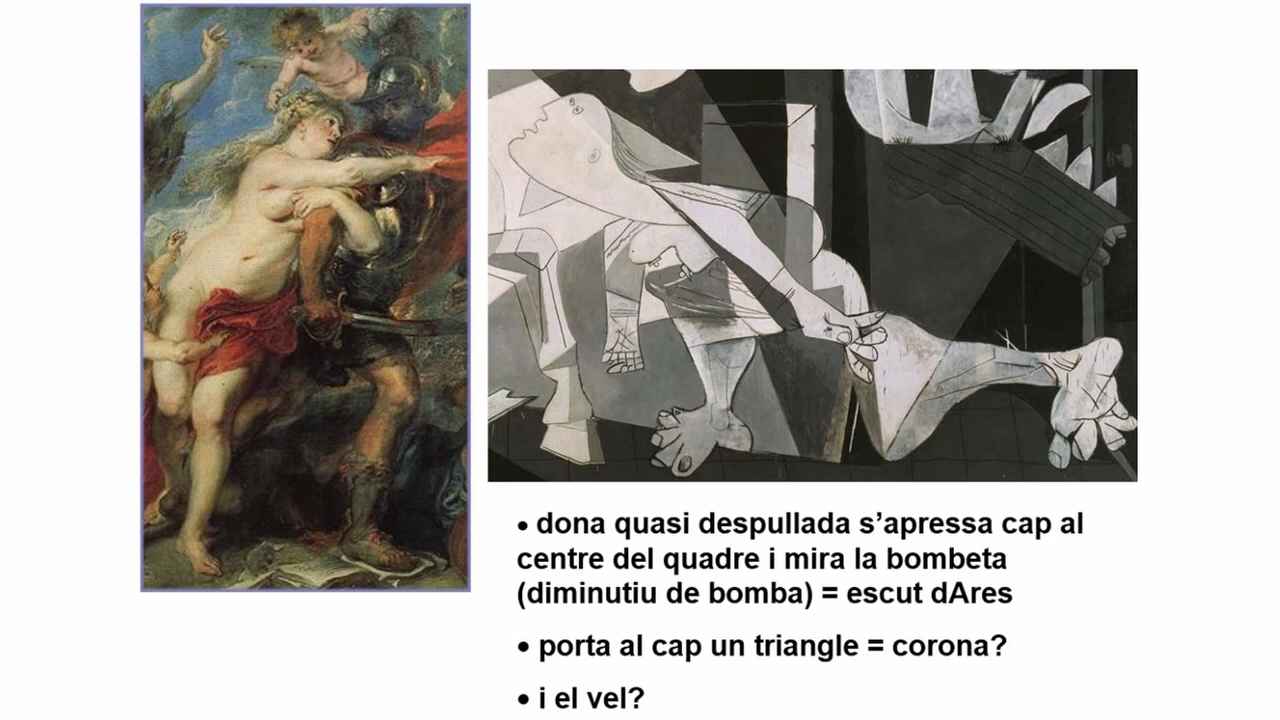 • dona quasi despullada s’apressa cap al
centre del quadre i mira la bombeta
(diminutiu de bomba) = escut dAres
• porta al cap un triangle = corona?
• i el vel?